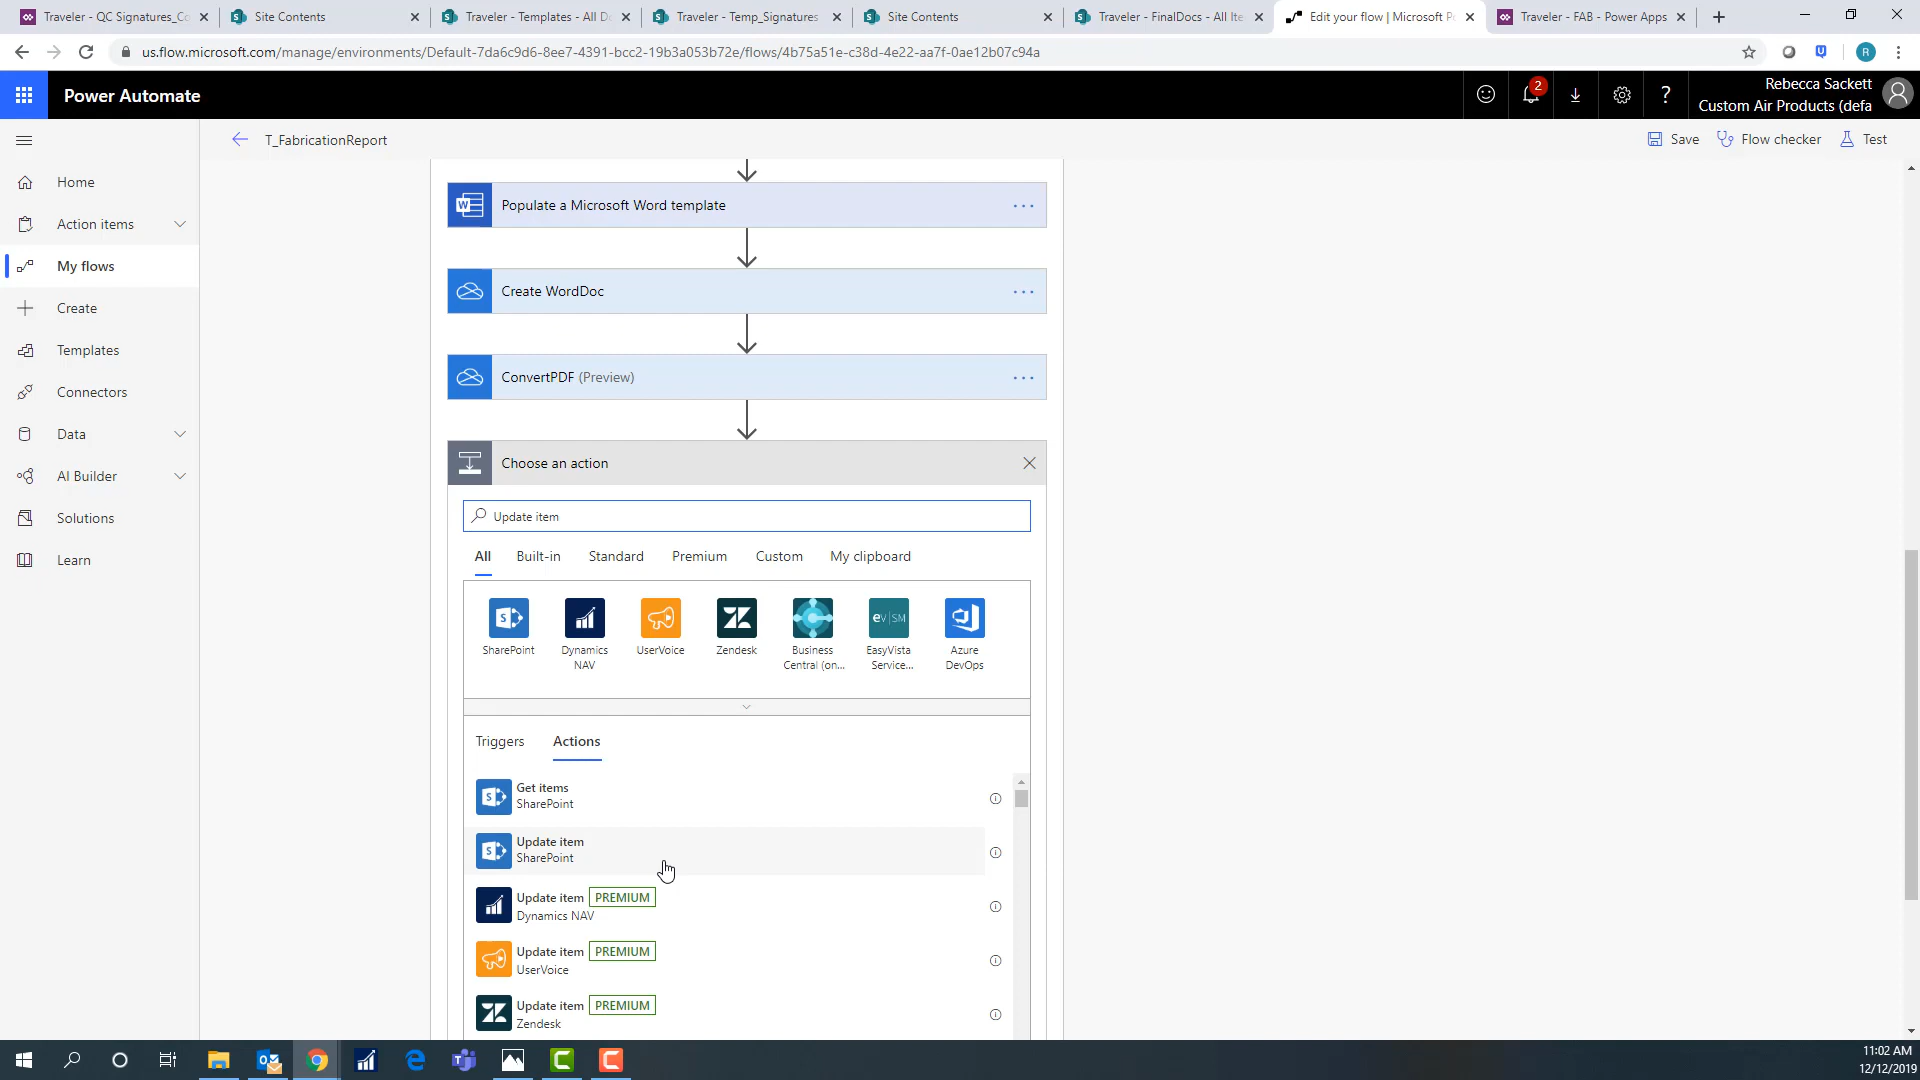 Traveler - QC Signatures_Co
Site Contents
Traveler - Templates - All Do
Traveler - Temp_Signatures
Site Contents
Traveler - FinalDocs - All Ite
Edit your flow | Microsoft Po
Traveler - FAB - Power Apps
us.flow.microsoft.com/manage/environments/Default-7da6c9d6-8ee7-4391-bcc2-19b3a053b72e/flows/4b75a51e-c38d-4e22-aa7f-0ae12b07c94a
R
Power Automate
2
?
Rebecca Sackett
Custom Air Products (defa
T_FabricationReport
Save
Flow checker
Test
Home
Action items
My flows
Create
Templates
Connectors
Data
AI Builder
Solutions
Learn
Populate a Microsoft Word template
Create WordDoc
ConvertPDF (Preview)
Choose an action
Update item
All
Built-in
Standard
Premium
Custom
My clipboard
EV|SM
SharePoint
Dynamics
NAV
UserVoice
Zendesk
Business
Central (on...
EasyVista
Service...
Azure
DevOps
Triggers
Actions
Get items
SharePoint
Update item
SharePoint
Update item PREMIUM
Dynamics NAV
Update item PREMIUM
UserVoice
Update item PREMIUM
Zendesk
11:02 AM
12/12/2019